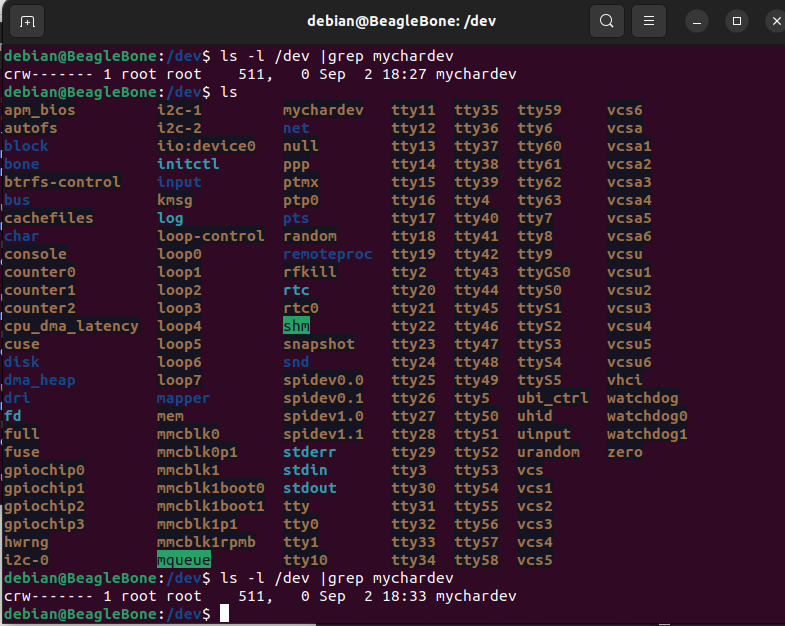 debian@BeagleBone: /dev
debian@BeagleBone:/dev$ ls -l /dev |grep mychardev
crw------- 1 root root    511,   0 Sep  2 18:27 mychardev
debian@BeagleBone:/dev$ ls
apm_bios         i2c-1         mychardev   tty11  tty35  tty59     vcs6
autofs           i2c-2         net         tty12  tty36  tty6      vcsa
block            iio:device0   null        tty13  tty37  tty60     vcsa1
bone             initctl       ppp         tty14  tty38  tty61     vcsa2
btrfs-control    input         ptmx        tty15  tty39  tty62     vcsa3
bus              kmsg          ptp0        tty16  tty4   tty63     vcsa4
cachefiles       log           pts         tty17  tty40  tty7      vcsa5
char             loop-control  random      tty18  tty41  tty8      vcsa6
console          loop0         remoteproc  tty19  tty42  tty9      vcsu
counter0         loop1         rfkill      tty2   tty43  ttyGS0    vcsu1
counter1         loop2         rtc         tty20  tty44  ttyS0     vcsu2
counter2         loop3         rtc0        tty21  tty45  ttyS1     vcsu3
cpu_dma_latency  loop4         shm         tty22  tty46  ttyS2     vcsu4
cuse             loop5         snapshot    tty23  tty47  ttyS3     vcsu5
disk             loop6         snd         tty24  tty48  ttyS4     vcsu6
dma_heap         loop7         spidev0.0   tty25  tty49  ttyS5     vhci
dri              mapper        spidev0.1   tty26  tty5   ubi_ctrl  watchdog
fd               mem           spidev1.0   tty27  tty50  uhid      watchdog0
full             mmcblk0       spidev1.1   tty28  tty51  uinput    watchdog1
fuse             mmcblk0p1     stderr      tty29  tty52  urandom   zero
gpiochip0        mmcblk1       stdin       tty3   tty53  vcs
gpiochip1        mmcblk1boot0  stdout      tty30  tty54  vcs1
gpiochip2        mmcblk1boot1  tty         tty31  tty55  vcs2
gpiochip3        mmcblk1p1     tty0        tty32  tty56  vcs3
hwrng            mmcblk1rpmb   tty1        tty33  tty57  vcs4
i2c-0            mqueue        tty10       tty34  tty58  vcs5
debian@BeagleBone:/dev$ ls -l /dev |grep mychardev
crw------- 1 root root    511,   0 Sep  2 18:33 mychardev
debian@BeagleBone:/dev$